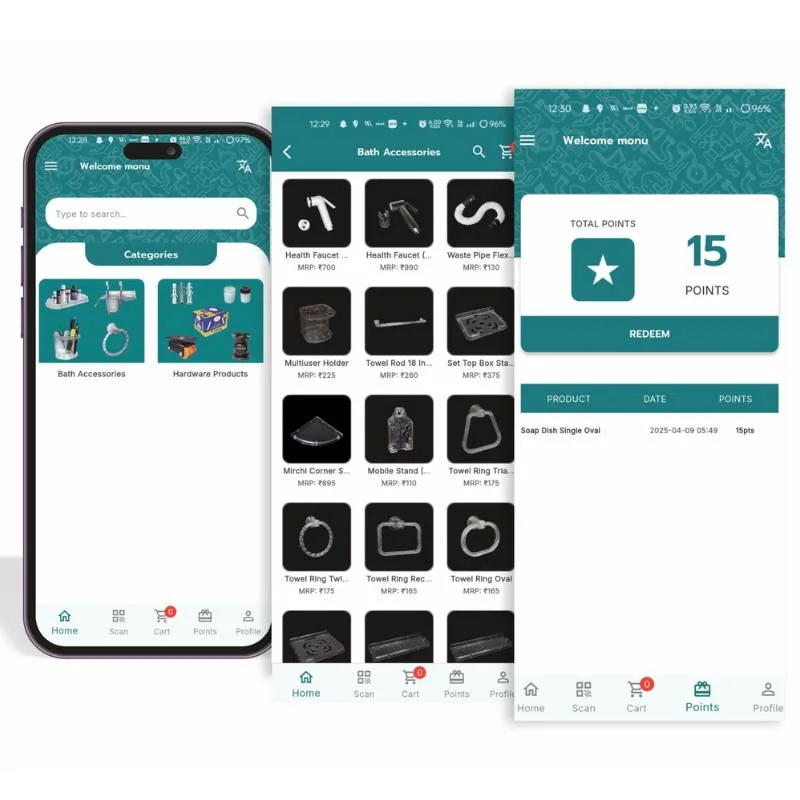 12:28
97%
Welcome monu
Type to search..
Categories
Bath Accessories
Hardware Products
Home
Scan
0
Cart
Points
Profile
12:29
96%
Bath Accessories
Health Faucet ...
MRP: ₹700
Health Faucet (...
MRP: ₹990
Waste Pipe Flex...
MRP: ₹130
Multiuser Holder
MRP: ₹225
Towel Rod 18 In...
MRP: ₹260
Set Top Box Sta...
MRP: ₹375
Mirchi Corner S...
MRP: ₹895
Mobile Stand (...
MRP: ₹110
Towel Ring Tria...
MRP: ₹175
Towel Ring Twi...
MRP: ₹175
Towel Ring Rec...
MRP: ₹165
Towel Ring Oval
MRP: ₹165
Home
Scan
0
Cart
Points
Profile
12:30
96%
Welcome monu
TOTAL POINTS
15
POINTS
REDEEM
PRODUCT DATE POINTS
Soap Dish Single Oval 2025-04-09 05:49 15pts
Home
Scan
0
Cart
Points
Profile